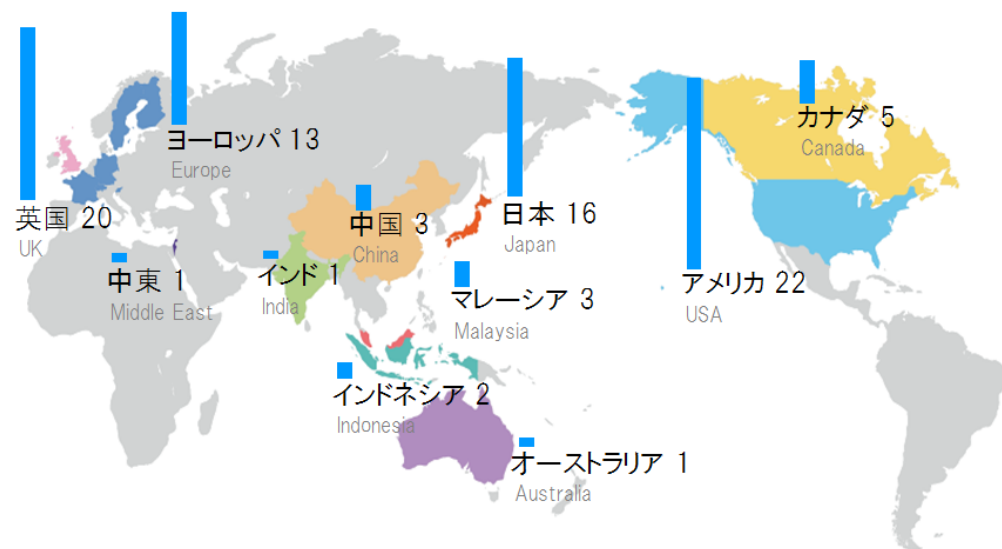 ヨーロッパ 13
Europe
カナダ 5
Canada
英国 20
UK
中国 3
China
日本 16
Japan
中東 1
Middle East
インド 1
India
マレーシア 3
Malaysia
アメリカ 22
USA
インドネシア 2
Indonesia
オーストラリア 1
Australia